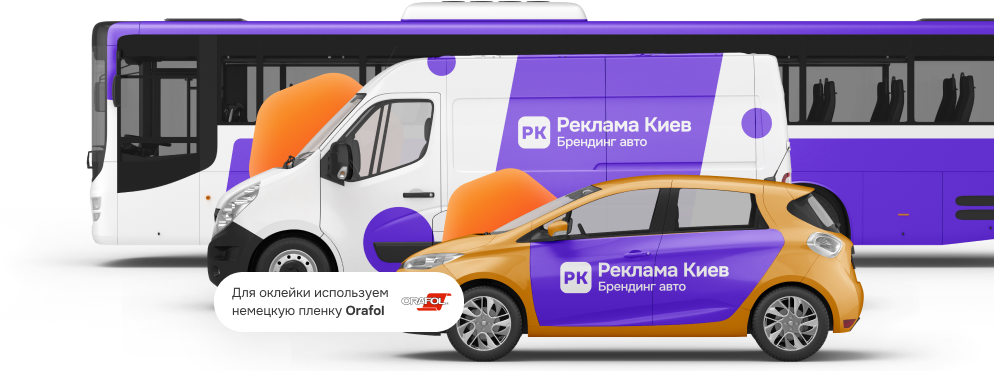 РК
Реклама Киев
Брендинг авто
РК
Реклама Киев
Брендинг авто
Для оклейки используем
немецкую пленку Orafol
ORAFOL